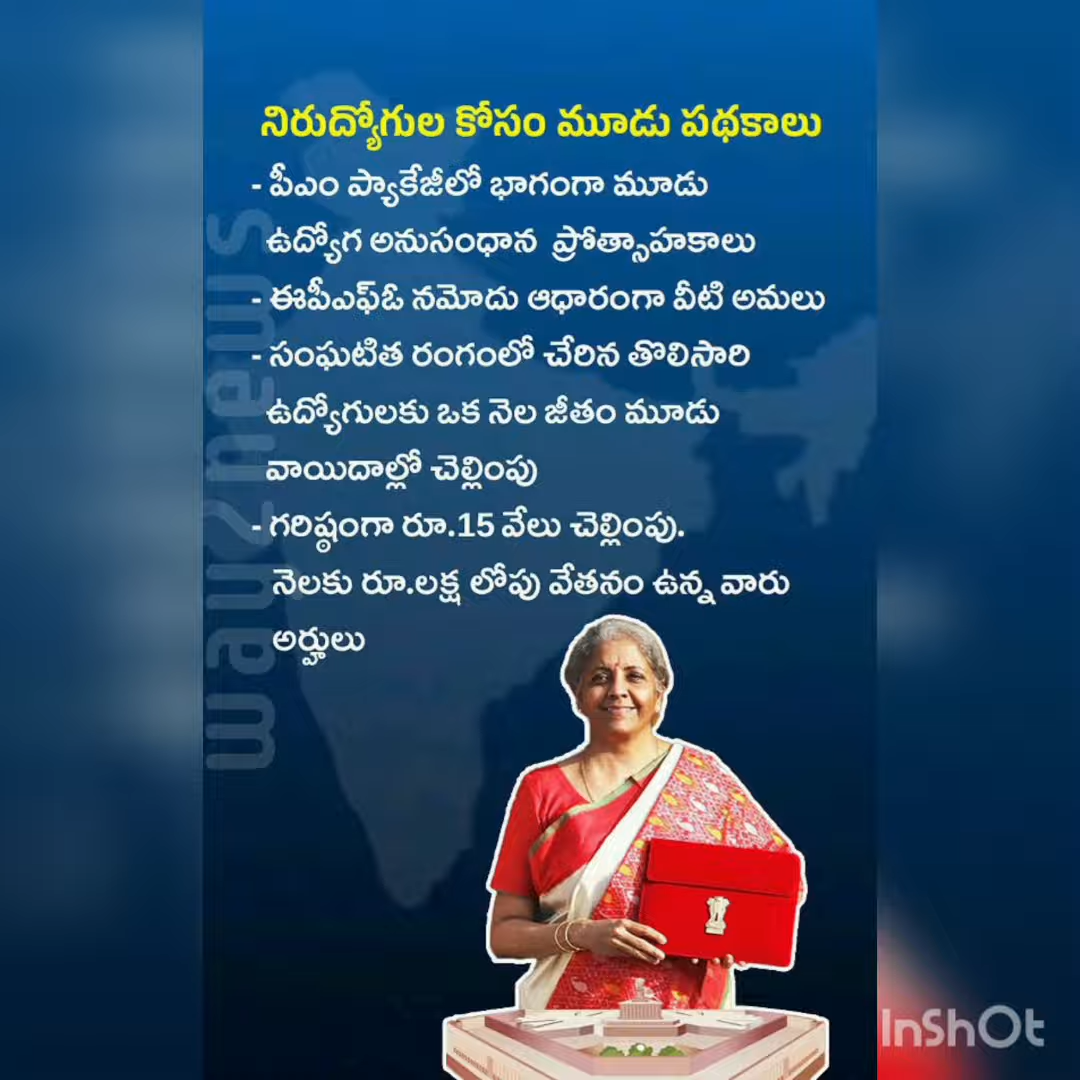 నిరుద్యోగుల కోసం మూడు పథకాలు
- పీఎం ప్యాకేజీలో భాగంగా మూడు
ఉద్యోగ అనుసంధాన ప్రోత్సాహకాలు
- ఈపీఎఫ్ఓ నమోదు ఆధారంగా వీటి అమలు
- సంఘటిత రంగంలో చేరిన తొలిసారి
ఉద్యోగులకు ఒక నెల జీతం మూడు
వాయిదాల్లో చెల్లింపు
- గరిష్ఠంగా రూ.15 వేలు చెల్లింపు.
నెలకు రూ.లక్ష లోపు వేతనం ఉన్న వారు
అర్హులు
way2news
InShOt